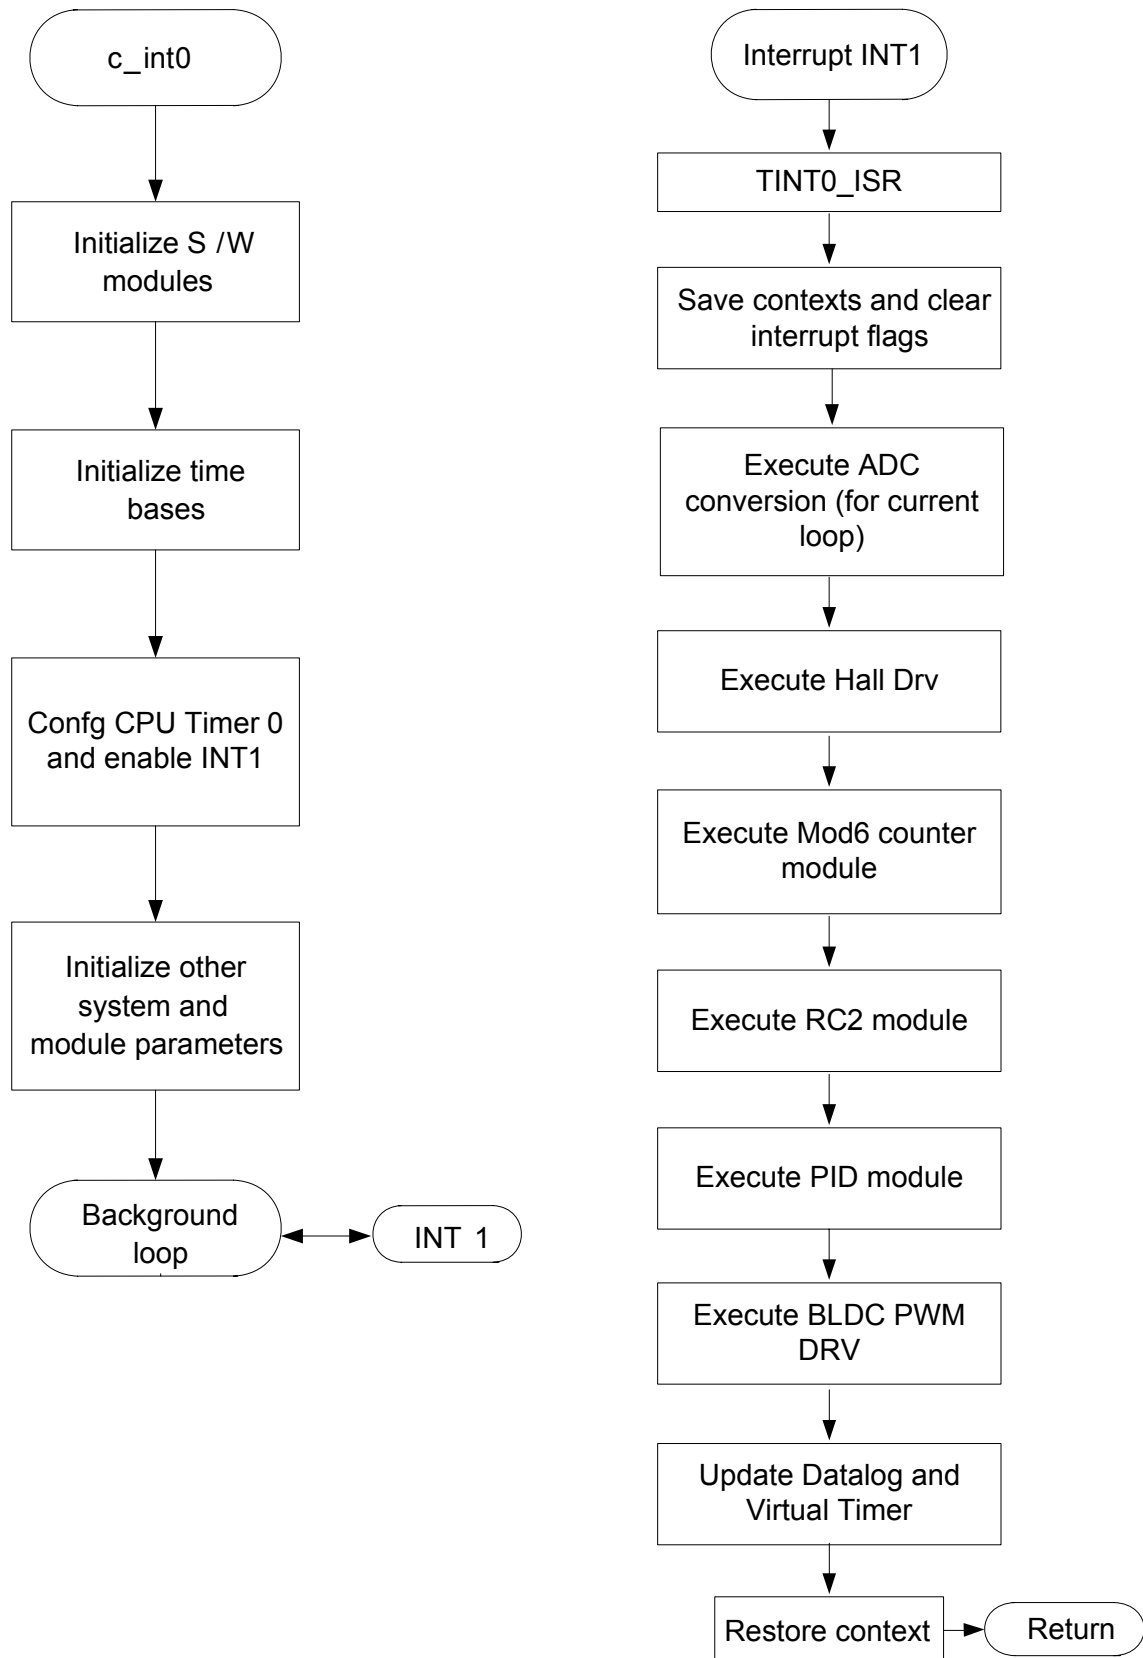 c_int0
Initialize S /W
modules
Initialize time
bases
Confg CPU Timer 0
and enable INT1
Initialize other
system and
module parameters
Background
loop
INT 1
Interrupt INT1
TINT0_ISR
Save contexts and clear
interrupt flags
Execute ADC
conversion (for current
loop)
Execute Hall Drv
Execute Mod6 counter
module
Execute RC2 module
Execute PID module
Execute BLDC PWM
DRV
Update Datalog and
Virtual Timer
Restore context
Return